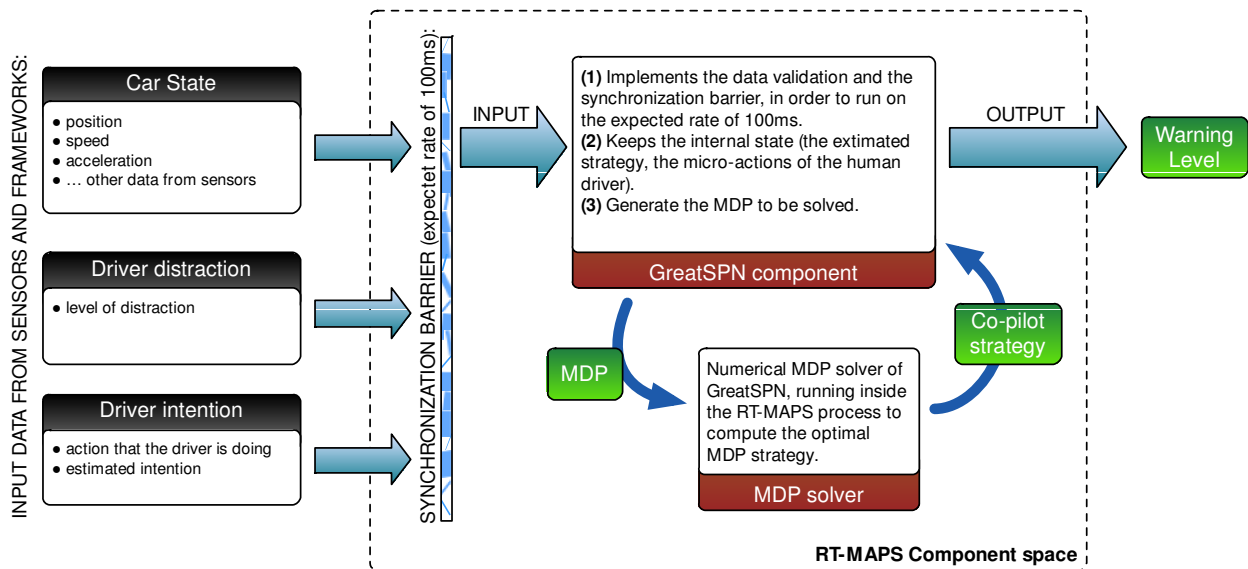 INPUT DATA FROM SENSORS AND FRAMEWORKS:
Car State
● position
● speed
● acceleration
● … other data from sensors
Driver distraction
● level of distraction
Driver intention
● action that the driver is doing
● estimated intention
SYNCHRONIZATION BARRIER (expectet rate of 100ms):
INPUT
(1) Implements the data validation and the
synchronization barrier, in order to run on
the expected rate of 100ms.
(2) Keeps the internal state (the extimated
strategy, the micro-actions of the human
driver).
(3) Generate the MDP to be solved.
GreatSPN component
OUTPUT
Warning
Level
MDP
Numerical MDP solver of
GreatSPN, running inside
the RT-MAPS process to
compute the optimal
MDP strategy.
MDP solver
Co-pilot
strategy
RT-MAPS Component space